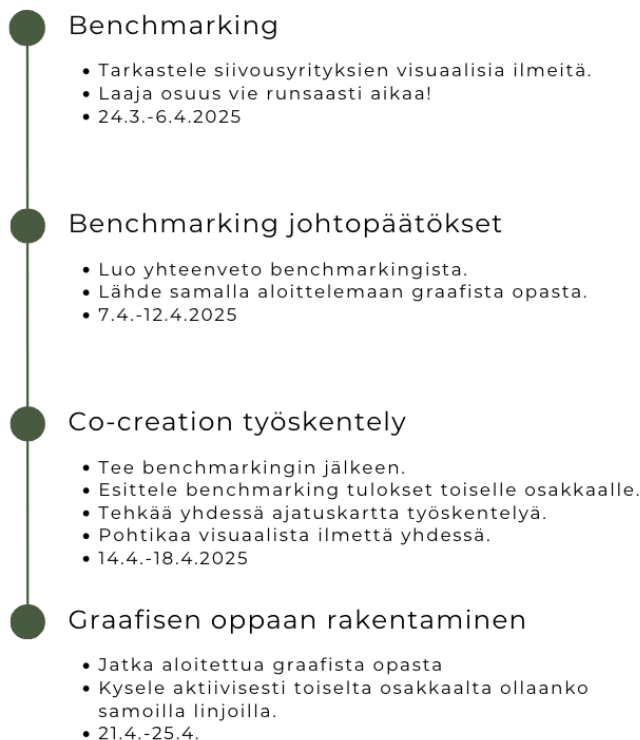 Benchmarking
• Tarkastele siivousyrityksien visuaalisia ilmeitä.
• Laaja osuus vie runsaasti aikaa!
• 24.3.-6.4.2025
Benchmarking johtopäätökset
• Luo yhteenveto benchmarkingista.
• Lähde samalla aloittelemaan graafista opasta.
• 7.4.-12.4.2025
Co-creation työskentely
• Tee benchmarkingin jälkeen.
• Esittele benchmarking tulokset toiselle osakkaalle.
• Tehkää yhdessä ajatuskartta työskentelyä.
• Pohtikaa visuaalista ilmettä yhdessä.
• 14.4.-18.4.2025
Graafisen oppaan rakentaminen
• Jatka aloitettua graafista opasta
• Kysele aktiivisesti toiselta osakkaalta ollaanko
samoilla linjoilla.
• 21.4.-25.4.